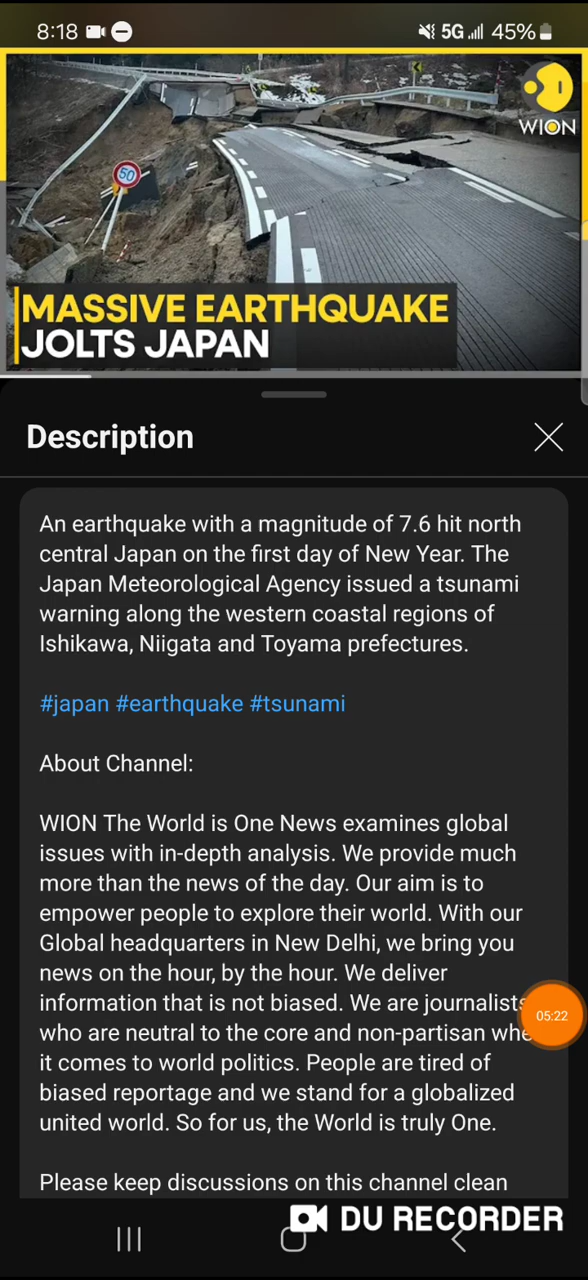 8:18
5G 45%
50
WION
MASSIVE EARTHQUAKE
JOLTS JAPAN
Description
An earthquake with a magnitude of 7.6 hit north
central Japan on the first day of New Year. The
Japan Meteorological Agency issued a tsunami
warning along the western coastal regions of
Ishikawa, Niigata and Toyama prefectures.
#japan #earthquake #tsunami
About Channel:
WION The World is One News examines global
issues with in-depth analysis. We provide much
more than the news of the day. Our aim is to
empower people to explore their world. With our
Global headquarters in New Delhi, we bring you
news on the hour, by the hour. We deliver
information that is not biased. We are journalists
who are neutral to the core and non-partisan whe
it comes to world politics. People are tired of
biased reportage and we stand for a globalized
united world. So for us, the World is truly One.
Please keep discussions on this channel clean
05:22
DU RECORDER